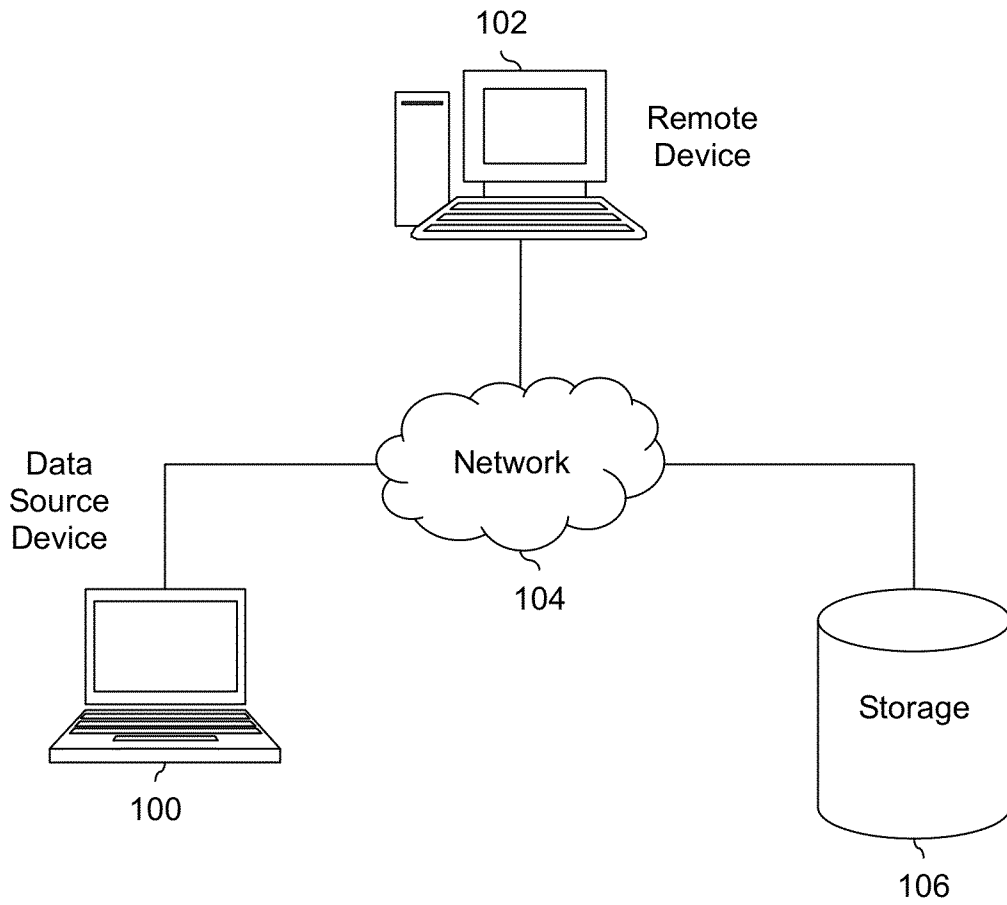 102
Remote
Device
Network
104
Data
Source
Device
100
Storage
106